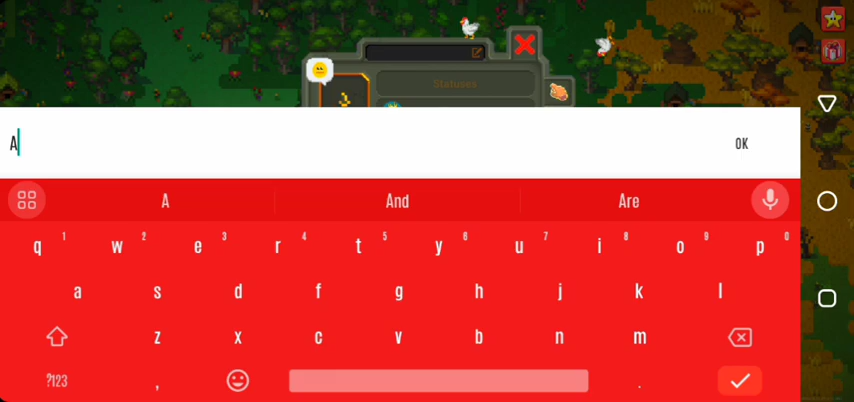 Statuses
A
OK
A And Are
1 2 3 4 5 6 7 8 9 0
q w e r t y u i o p
a s d f g h j k l
z x c v b n m
?123 , .